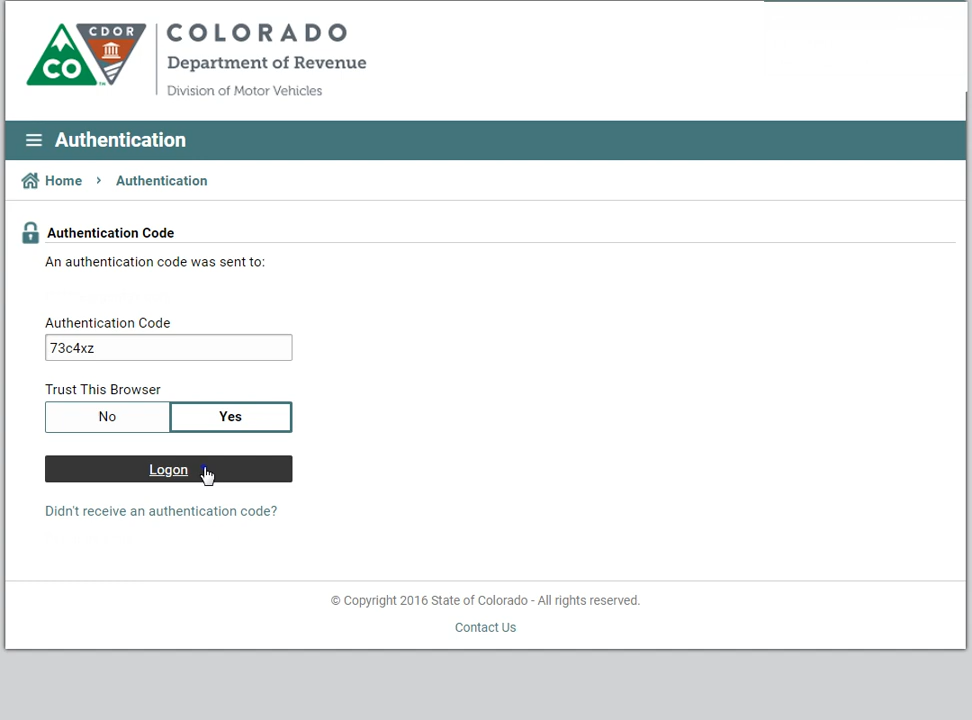 CDOR
CO
COLORADO
Department of Revenue
Division of Motor Vehicles
Authentication
Home › Authentication
Authentication Code
An authentication code was sent to:
Authentication Code
73c4xz
Trust This Browser
No Yes
Logon
Didn't receive an authentication code?
© Copyright 2016 State of Colorado - All rights reserved.
Contact Us